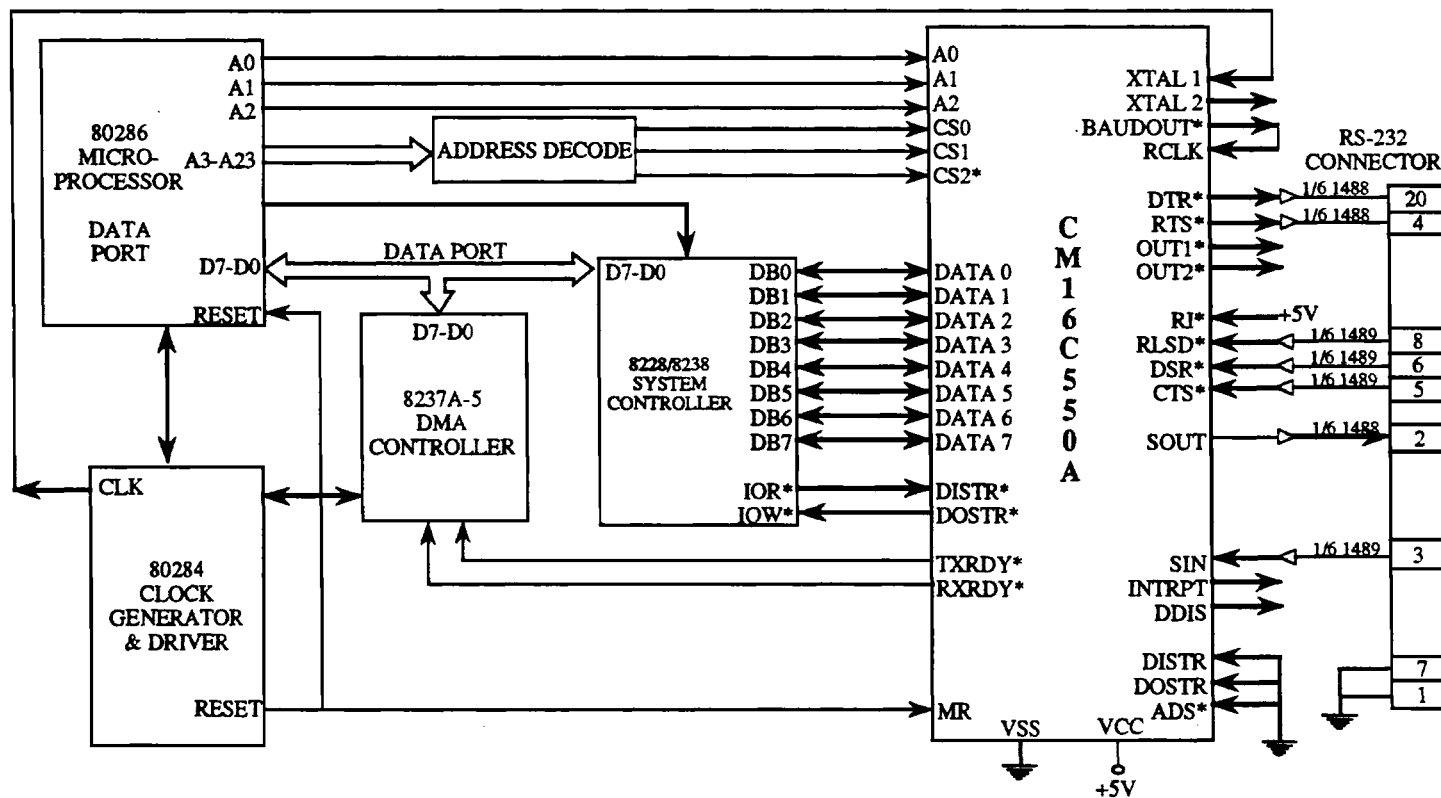 80286
MICRO-
PROCESSOR
DATA
PORT
A0
A1
A2
A3-A23
D7-D0
RESET
ADDRESS DECODE
DATA PORT
D7-D0
8237A-5
DMA
CONTROLLER
D7-D0
8228/8238
SYSTEM
CONTROLLER
DB0
DB1
DB2
DB3
DB4
DB5
DB6
DB7
IOR*
IOW*
CLK
80284
CLOCK
GENERATOR
& DRIVER
RESET
A0
A1
A2
CS0
CS1
CS2*
DATA 0
DATA 1
DATA 2
DATA 3
DATA 4
DATA 5
DATA 6
DATA 7
DISTR*
DOSTR*
TXRDY*
RXRDY*
MR
CM16C550A
VSS
VCC
+5V
XTAL 1
XTAL 2
BAUDOUT*
RCLK
DTR*
RTS*
OUT1*
OUT2*
RI*
RLSD*
DSR*
CTS*
SOUT
SIN
INTRPT
DDIS
DISTR
DOSTR
ADS*
1/6 1488
1/6 1488
+5V
1/6 1489
1/6 1489
1/6 1489
1/6 1488
1/6 1489
RS-232
CONNECTOR
20
4
8
6
5
2
3
7
1